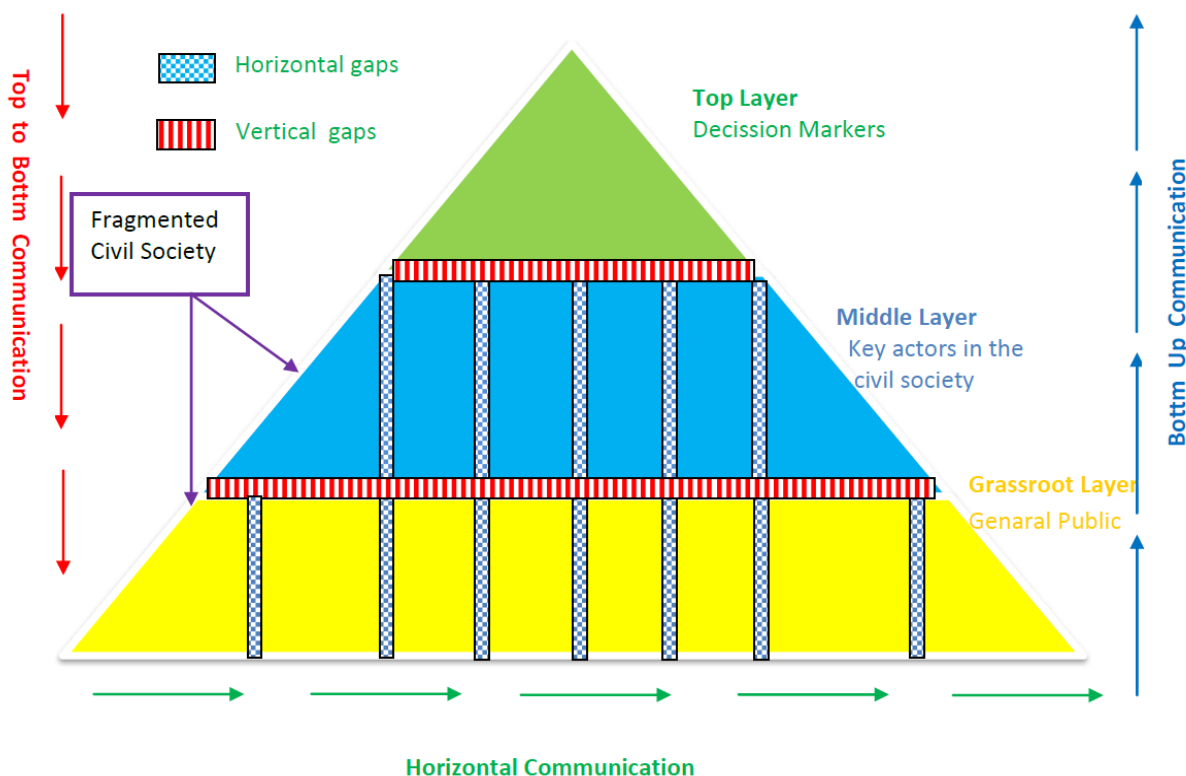 Horizontal gaps
Vertical  gaps
Top to Bottm Communication
Fragmented
Civil Society
Top Layer
Decission Markers
Middle Layer
Key actors in the
civil society
Grassroot Layer
Genaral Public
Bottm Up Communication
Horizontal Communication